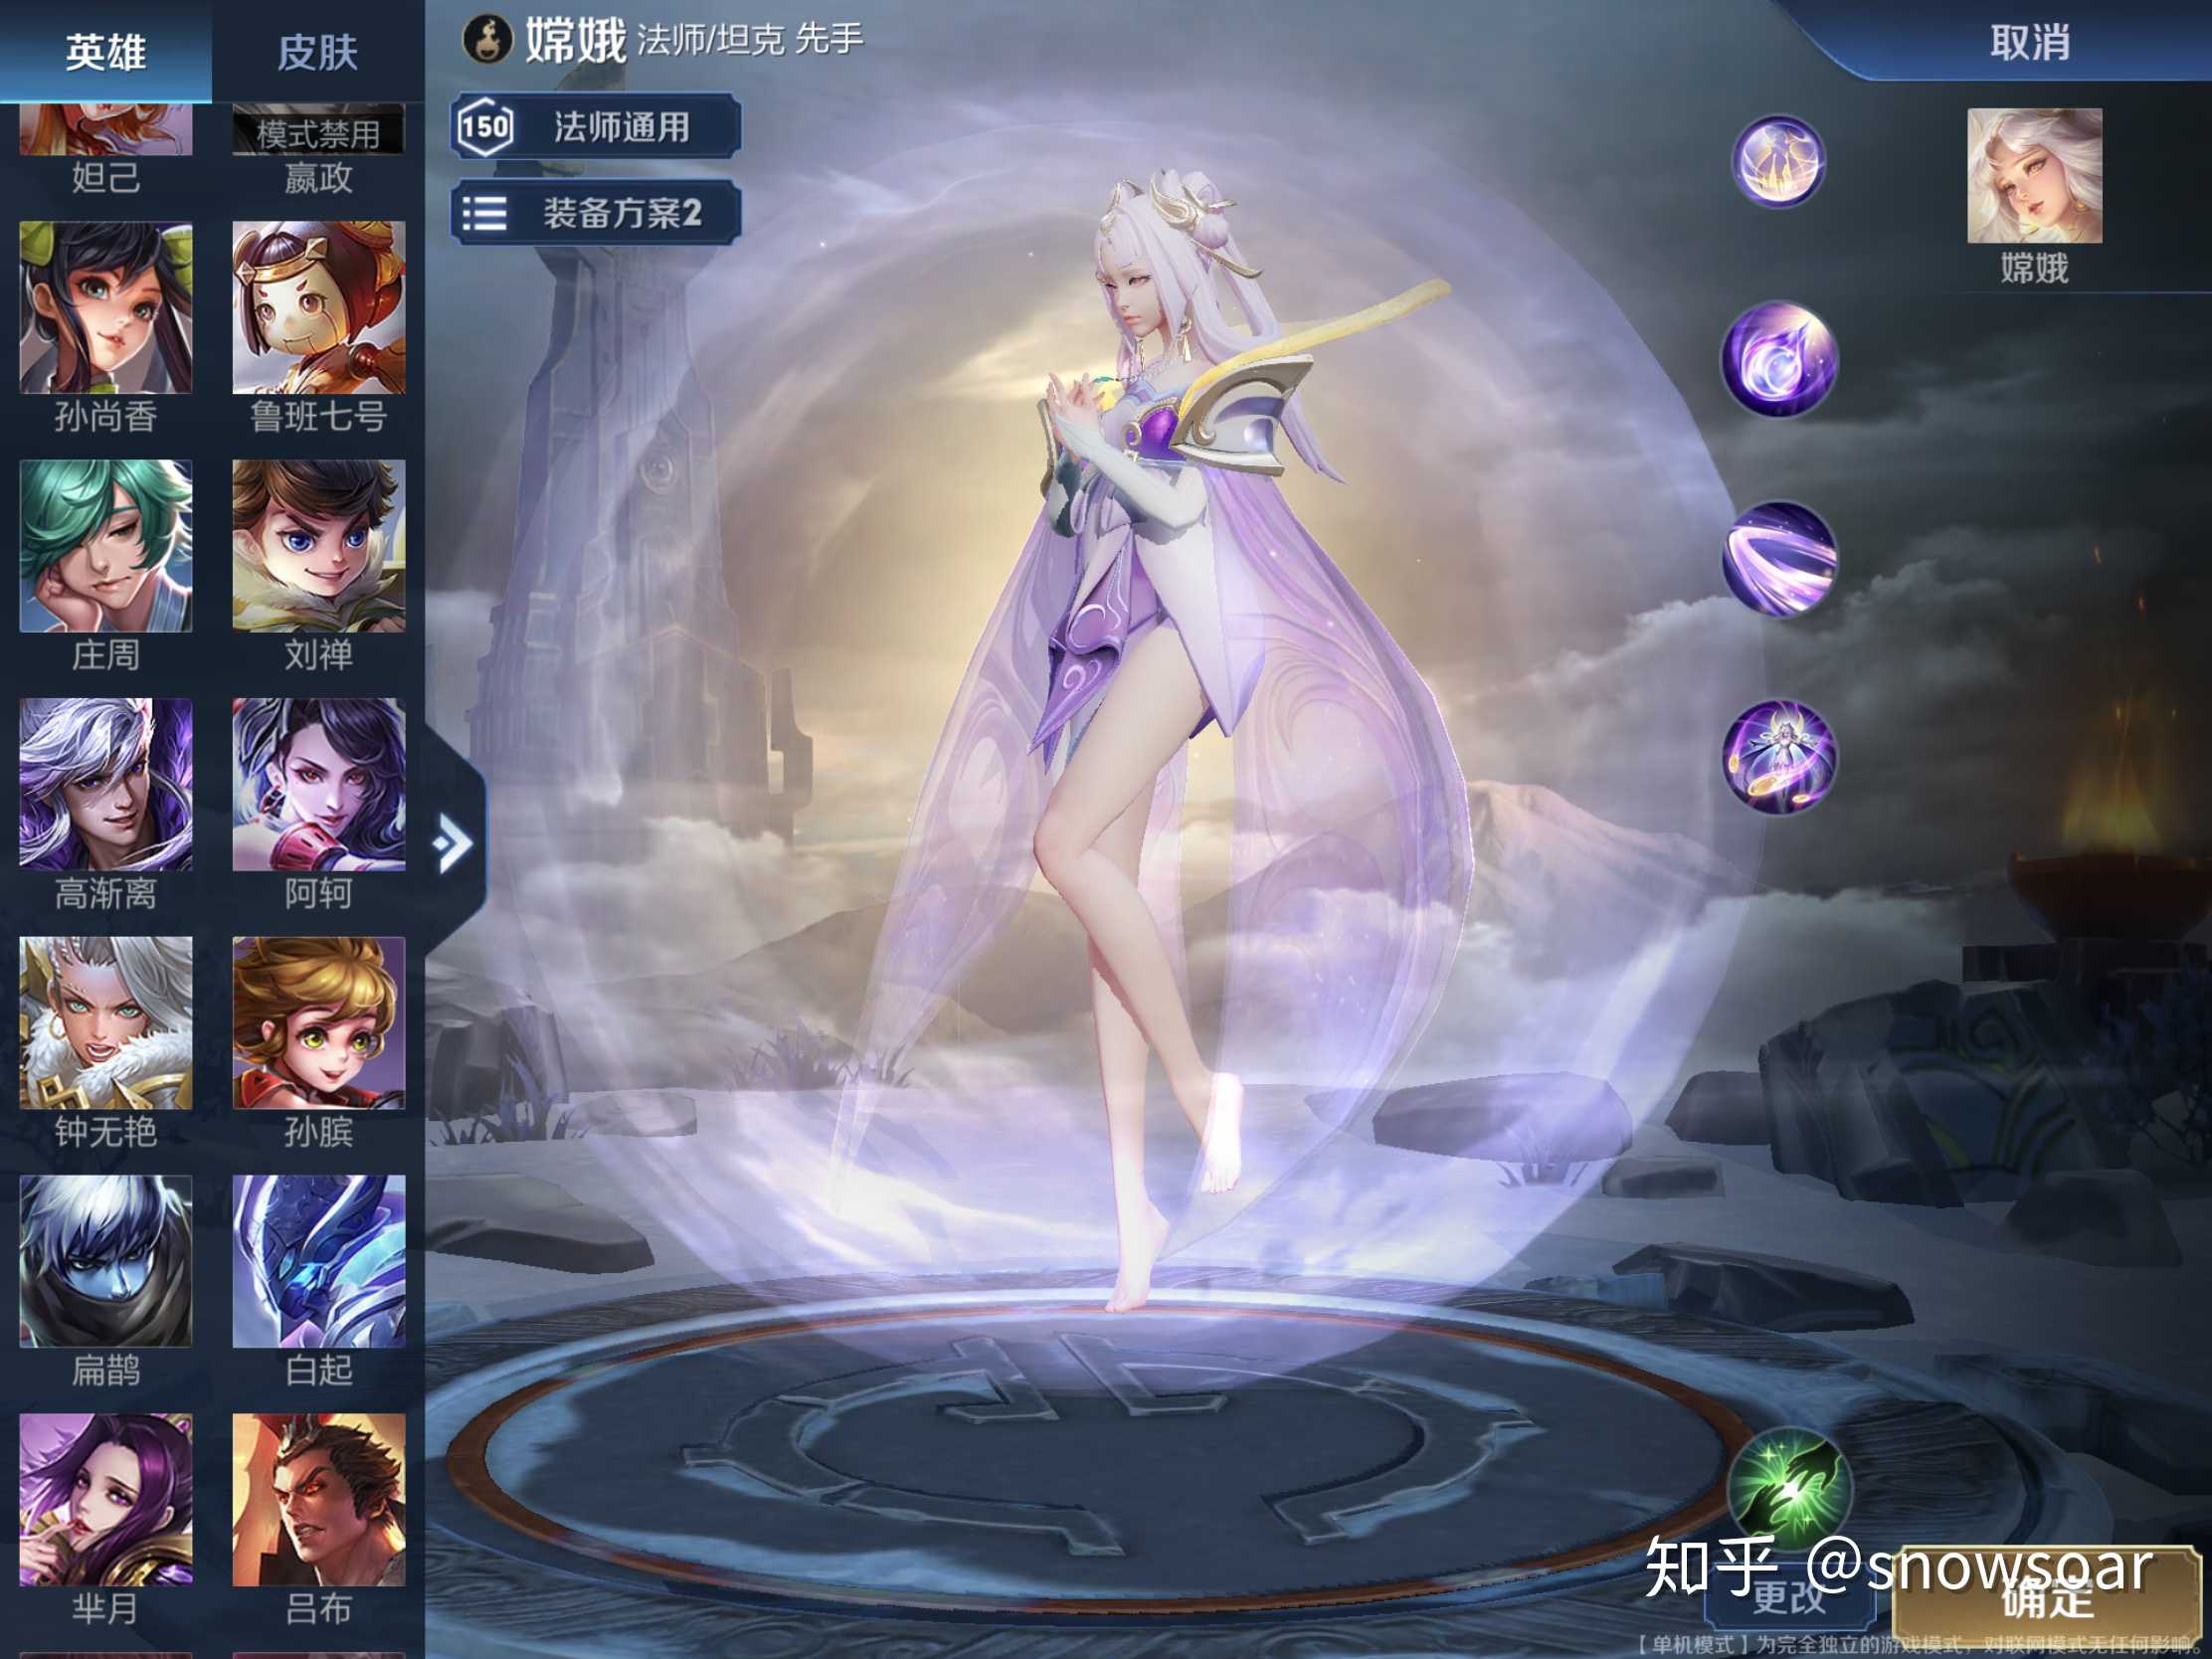 英雄
皮肤
嫦娥 法师/坦克 先手
取消
150 法师通用
装备方案2
模式禁用
妲己
嬴政
嫦娥
孙尚香
鲁班七号
庄周
刘禅
高渐离
阿轲
钟无艳
孙膑
扁鹊
白起
芈月
吕布
知乎 @snowsoar
更改
确定
【单机模式】为完全独立的游戏模式，对联网模式无任何影响。